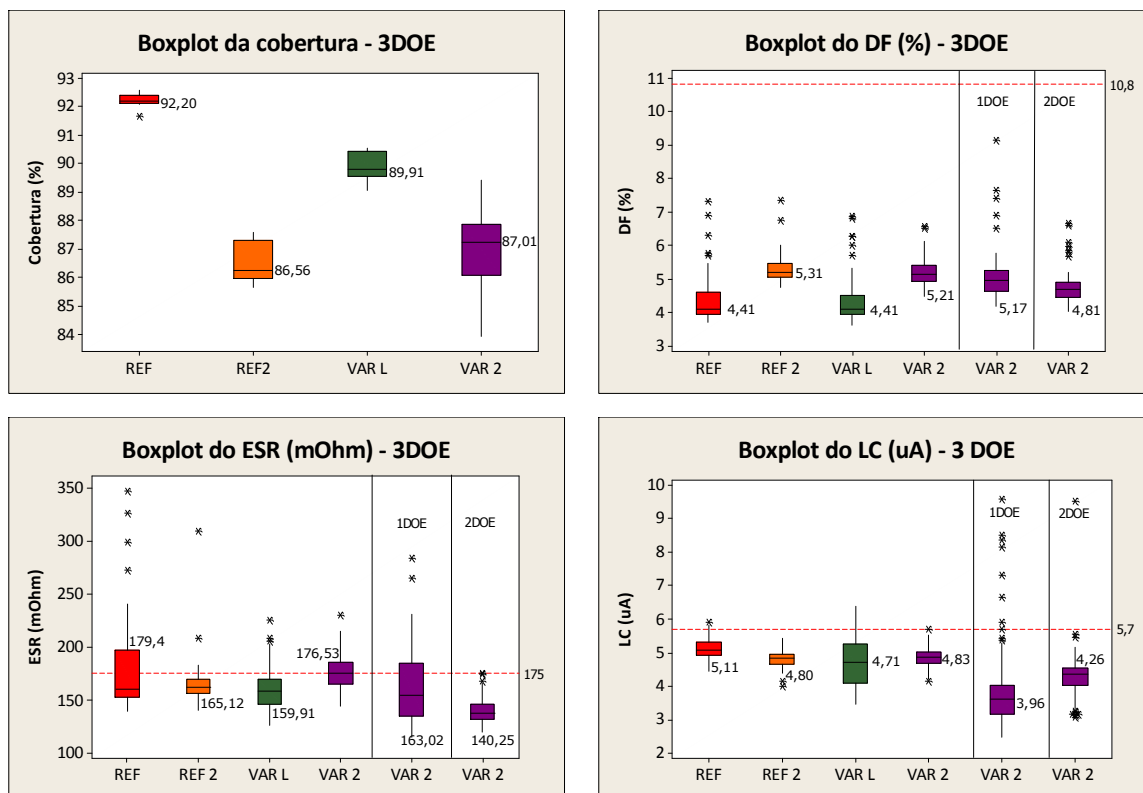 Boxplot da cobertura - 3DOE
Cobertura (%)
93
92
91
90
89
88
87
86
85
84
92,20
86,56
89,91
87,01
REF
REF2
VAR L
VAR 2
Boxplot do DF (%) - 3DOE
DF (%)
11
10
9
8
7
6
5
4
3
10,8
1DOE
2DOE
4,41
5,31
4,41
5,21
5,17
4,81
REF
REF 2
VAR L
VAR 2
VAR 2
VAR 2
Boxplot do ESR (mOhm) - 3DOE
ESR (mOhm)
350
300
250
200
150
100
1DOE
2DOE
179,4
165,12
159,91
176,53
163,02
140,25
175
REF
REF 2
VAR L
VAR 2
VAR 2
VAR 2
Boxplot do LC (uA) - 3 DOE
LC (uA)
10
9
8
7
6
5
4
3
2
1
0
1DOE
2DOE
5,7
5,11
4,80
4,71
4,83
3,96
4,26
REF
REF 2
VAR L
VAR 2
VAR 2
VAR 2